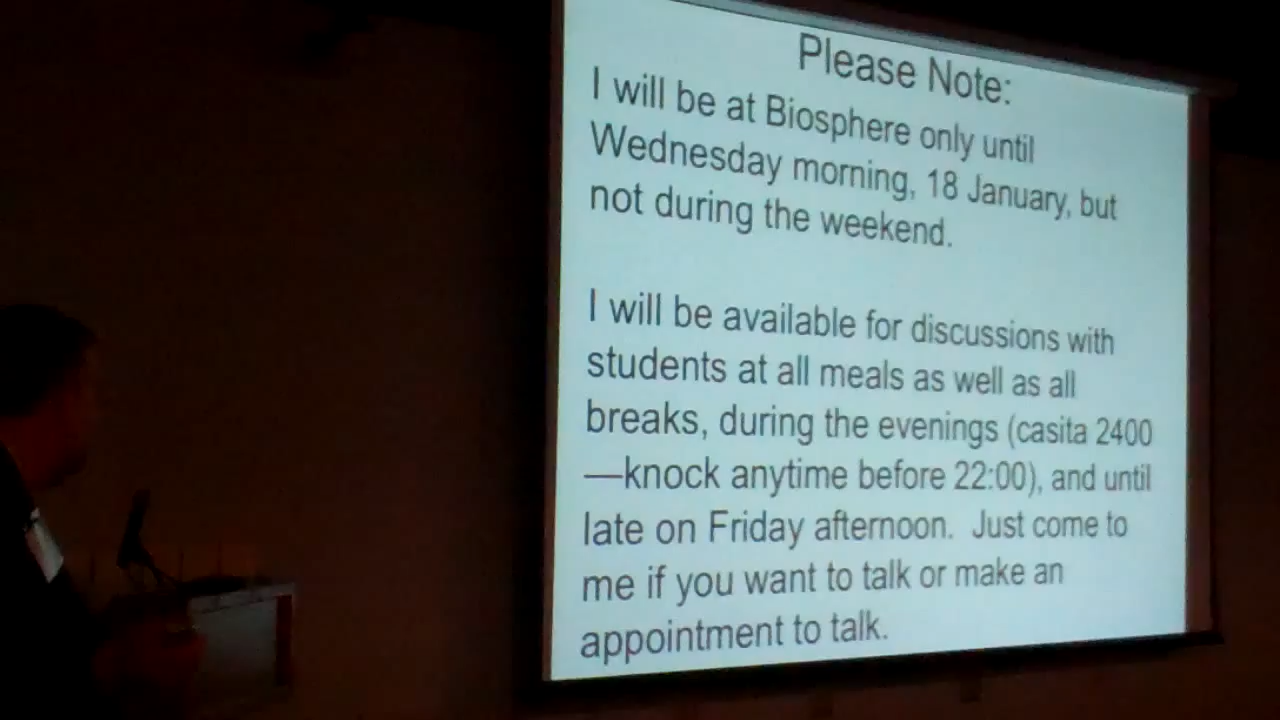 Please Note:
I will be at Biosphere only until
Wednesday morning, 18 January, but
not during the weekend.
I will be available for discussions with
students at all meals as well as all
breaks, during the evenings (casita 2400
—knock anytime before 22:00), and until
late on Friday afternoon.  Just come to
me if you want to talk or make an
appointment to talk.